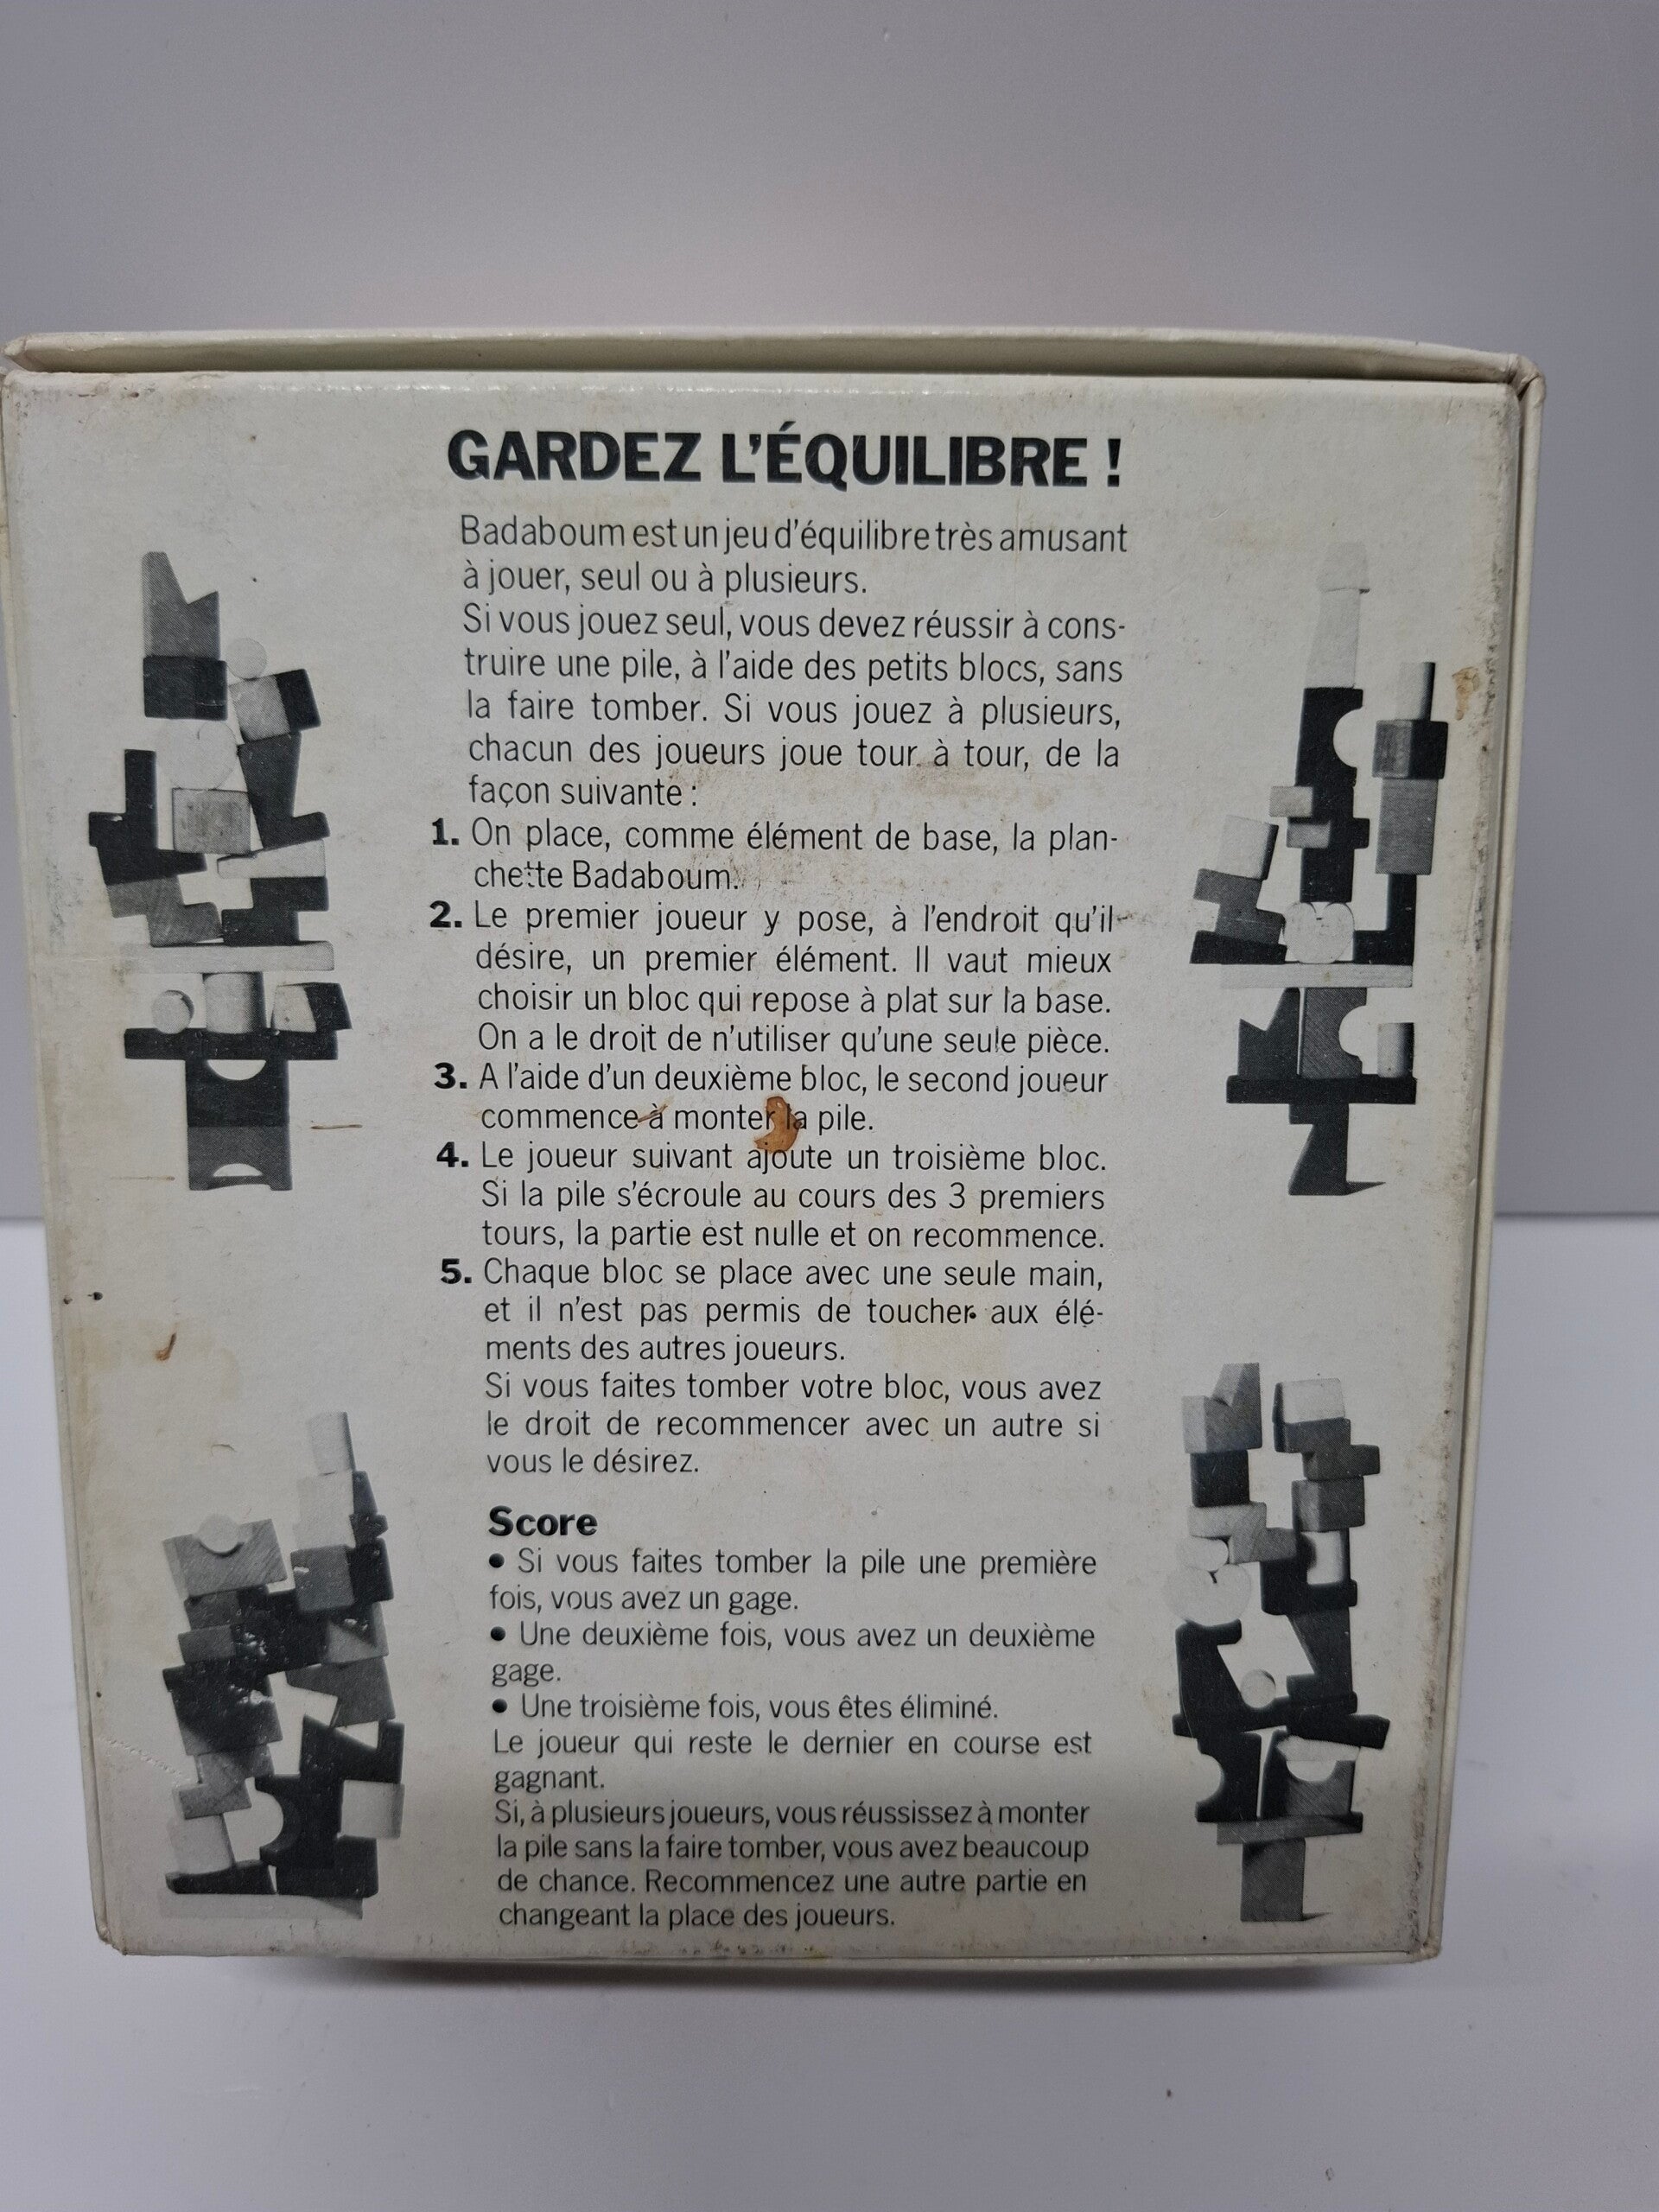 GARDEZ L'ÉQUILIBRE !
Badaboum est un jeu d'équilibre très amusant
à jouer, seul ou à plusieurs.
Si vous jouez seul, vous devez réussir à cons-
truire une pile, à l'aide des petits blocs, sans
la faire tomber. Si vous jouez à plusieurs,
chacun des joueurs joue tour à tour, de la
façon suivante :
1. On place, comme élément de base, la plan-
chette Badaboum.
2. Le premier joueur y pose, à l'endroit qu'il
désire, un premier élément. Il vaut mieux
choisir un bloc qui repose à plat sur la base.
On a le droit de n'utiliser qu'une seule pièce.
3. A l'aide d'un deuxième bloc, le second joueur
commence à monter la pile.
4. Le joueur suivant ajoute un troisième bloc.
Si la pile s'écroule au cours des 3 premiers
tours, la partie est nulle et on recommence.
5. Chaque bloc se place avec une seule main,
et il n'est pas permis de toucher aux élé-
ments des autres joueurs.
Si vous faites tomber votre bloc, vous avez
le droit de recommencer avec un autre si
vous le désirez.
Score
• Si vous faites tomber la pile une première
fois, vous avez un gage.
• Une deuxième fois, vous avez un deuxième
gage.
• Une troisième fois, vous êtes éliminé.
Le joueur qui reste le dernier en course est
gagnant.
Si, à plusieurs joueurs, vous réussissez à monter
la pile sans la faire tomber, vous avez beaucoup
de chance. Recommencez une autre partie en
changeant la place des joueurs.